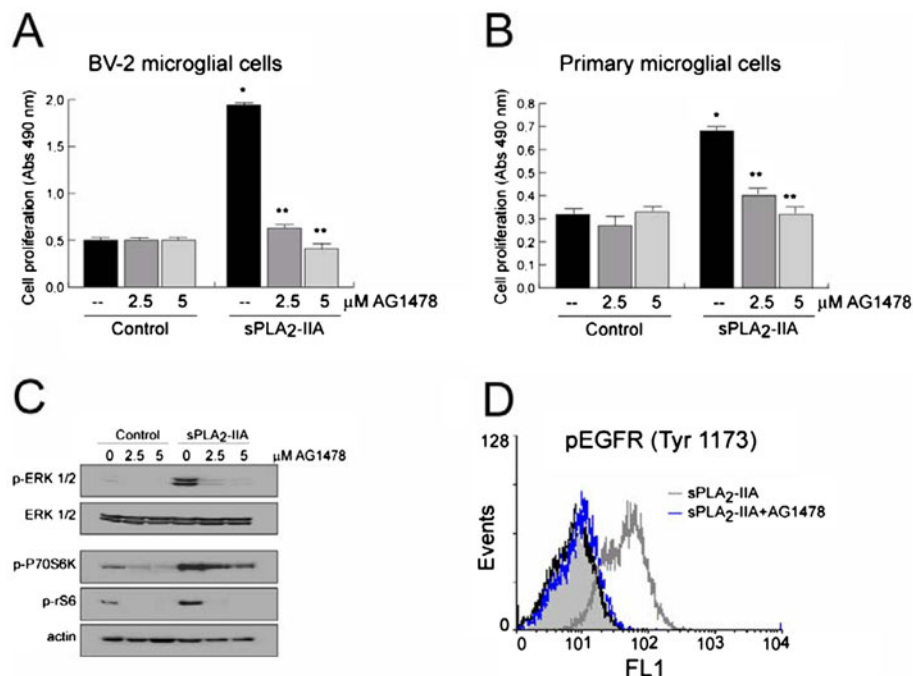 A
BV-2 microglial cells
Cell proliferation (Abs 490 nm)
2.0
1.5
1.0
0.5
0.0
*
**
**
-- 2.5 5 -- 2.5 5 μM AG1478
Control sPLA2-IIA
B
Primary microglial cells
Cell proliferation (Abs 490 nm)
0.8
0.7
0.6
0.5
0.4
0.3
0.2
0.1
0.0
*
**
**
-- 2.5 5 -- 2.5 5 μM AG1478
Control sPLA2-IIA
C
Control sPLA2-IIA
0 2.5 5 0 2.5 5 μM AG1478
p-ERK 1/2
ERK 1/2
p-P70S6K
p-rS6
actin
D
pEGFR (Tyr 1173)
128
Events
0
sPLA2-IIA
sPLA2-IIA+AG1478
0 101 102 103 104
FL1